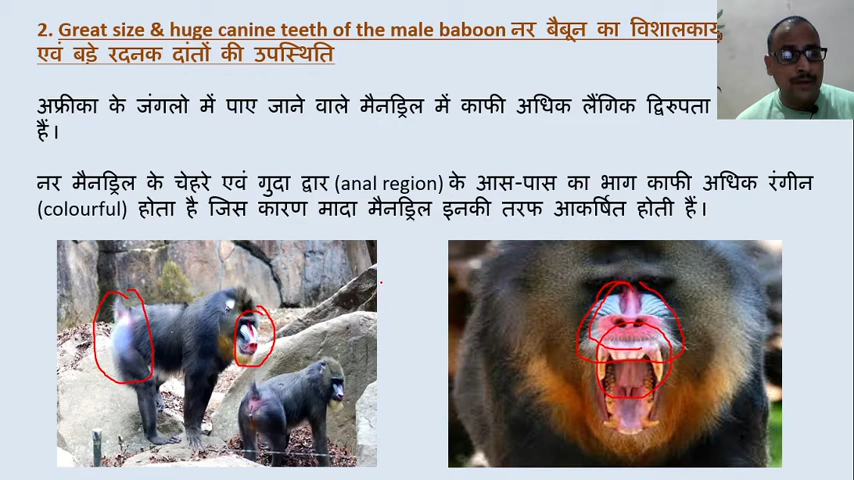 2. Great size & huge canine teeth of the male baboon नर बैबून का विशालकाय
एवं बड़े रदनक दांतों की उपस्थिति
अफ्रीका के जंगलो में पाए जाने वाले मैनड्रिल में काफी अधिक लैंगिक द्विरुपता
हैं।
नर मैनड्रिल के चेहरे एवं गुदा द्वार (anal region) के आस-पास का भाग काफी अधिक रंगीन
(colourful) होता है जिस कारण मादा मैनड्रिल इनकी तरफ आकर्षित होती हैं।